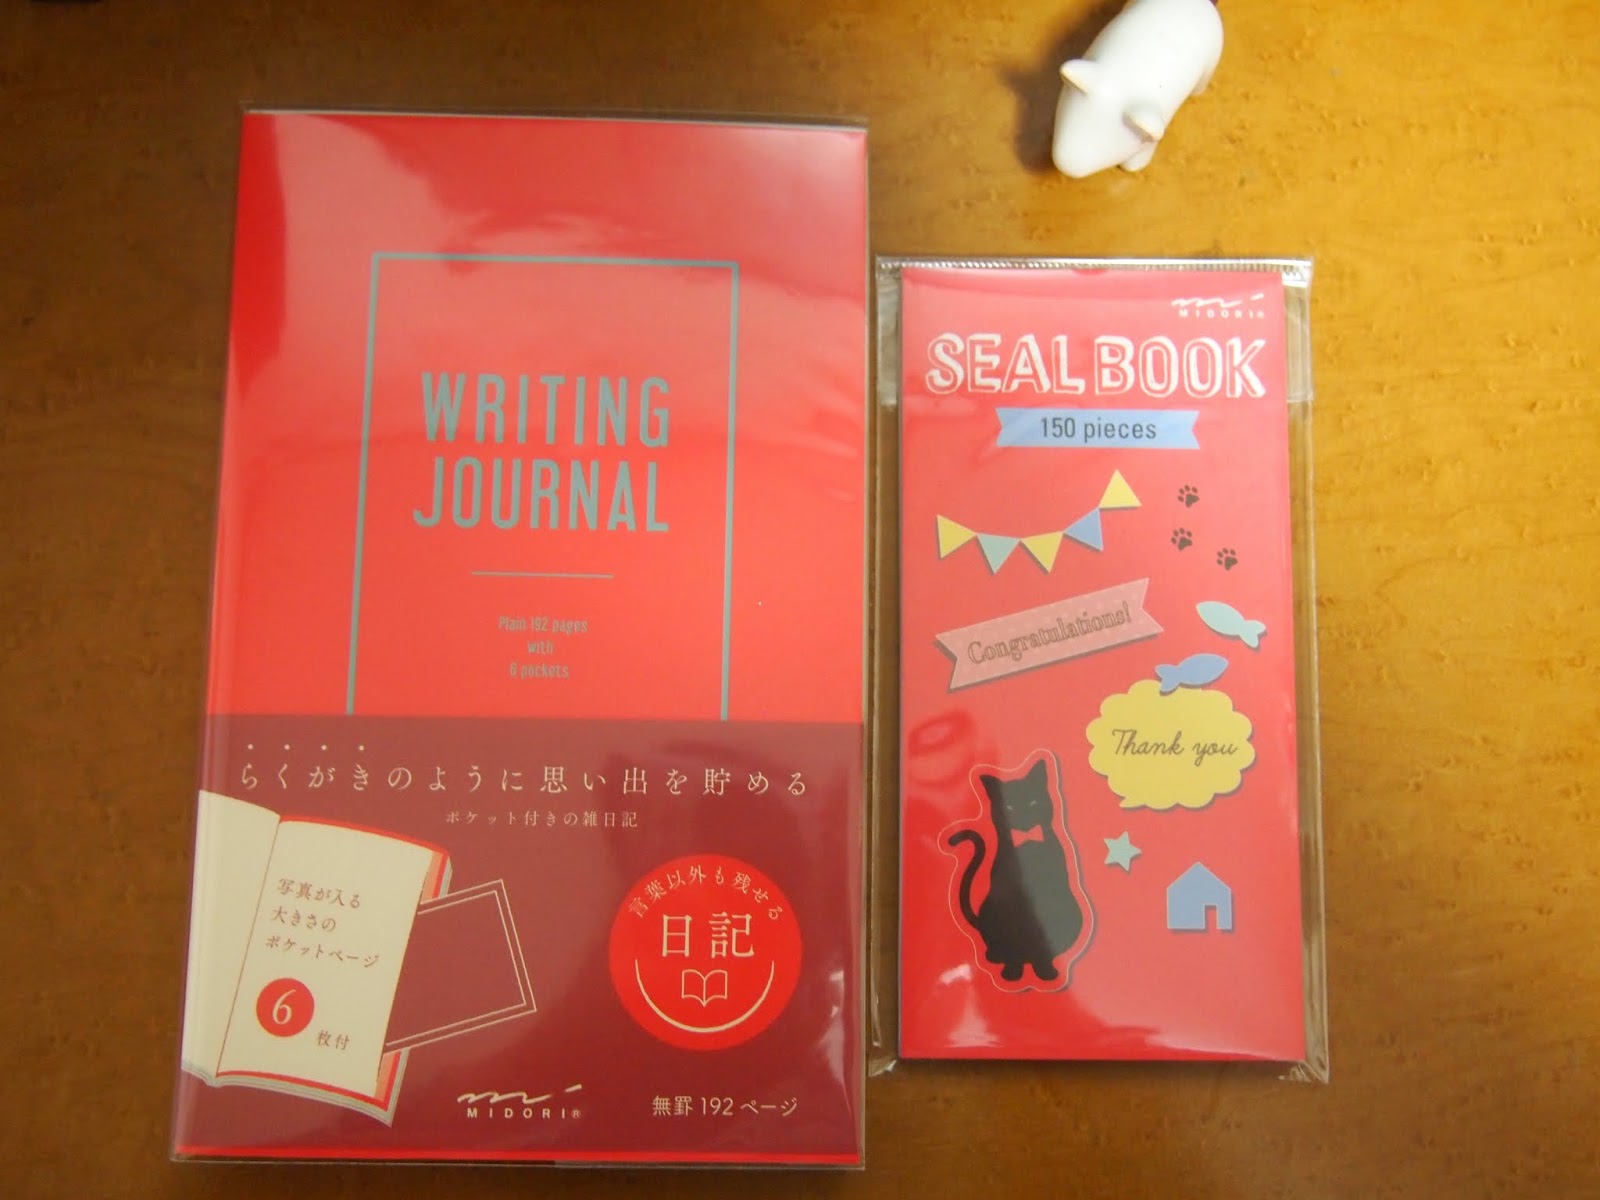 WRITING
JOURNAL
Plain 192 pages
with
6 pockets
らくがきのように思い出を貯める
ポケット付きの雑日記
写真が入る
大きさの
ポケットページ
6
枚付
言葉以外も残せる
日記
MIDORI®
無罫192ページ
MIDORI®
SEAL BOOK
150 pieces
Congratulations!
Thank you